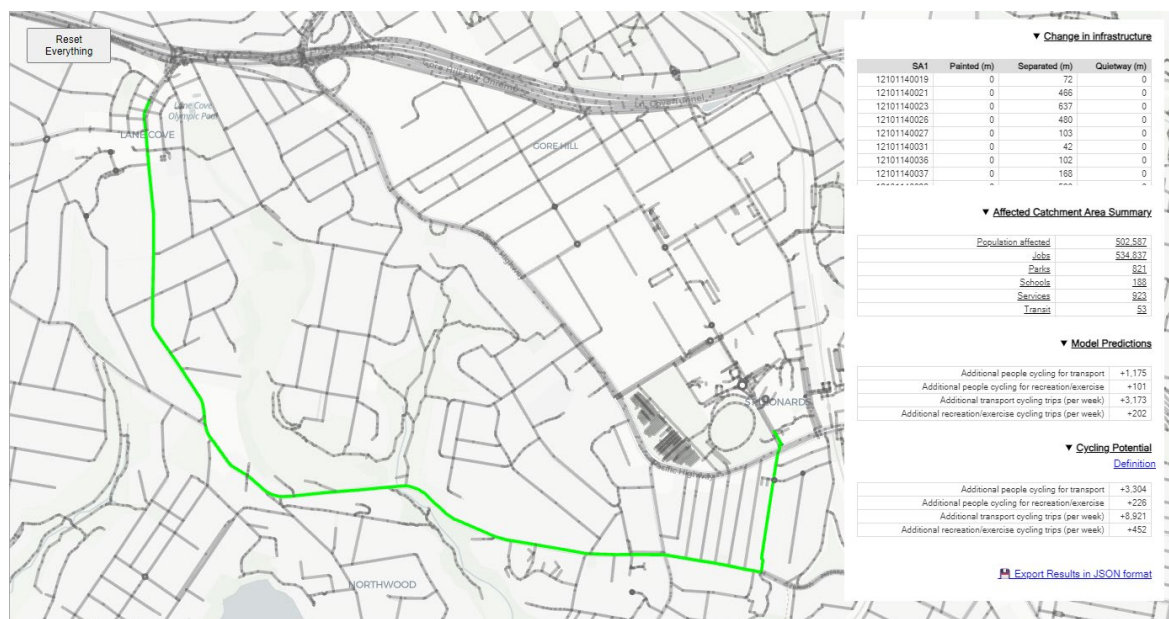 Reset
Everything
Lane Cove
Olympic Pool
LANE COVE
GORE HILL
NORTHWOOD
▼ Change in infrastructure
SA1 Painted (m) Separated (m) Quietway (m)
12101140019 0 72 0
12101140021 0 466 0
12101140023 0 637 0
12101140026 0 480 0
12101140027 0 103 0
12101140031 0 42 0
12101140036 0 102 0
12101140037 0 168 0
▼ Affected Catchment Area Summary
Population affected 502,587
Jobs 534,837
Parks 821
Schools 188
Services 923
Transit 53
▼ Model Predictions
Additional people cycling for transport +1,175
Additional people cycling for recreation/exercise +101
Additional transport cycling trips (per week) +3,173
Additional recreation/exercise cycling trips (per week) +202
▼ Cycling Potential
Definition
Additional people cycling for transport +3,304
Additional people cycling for recreation/exercise +226
Additional transport cycling trips (per week) +8,921
Additional recreation/exercise cycling trips (per week) +452
Export Results in JSON format